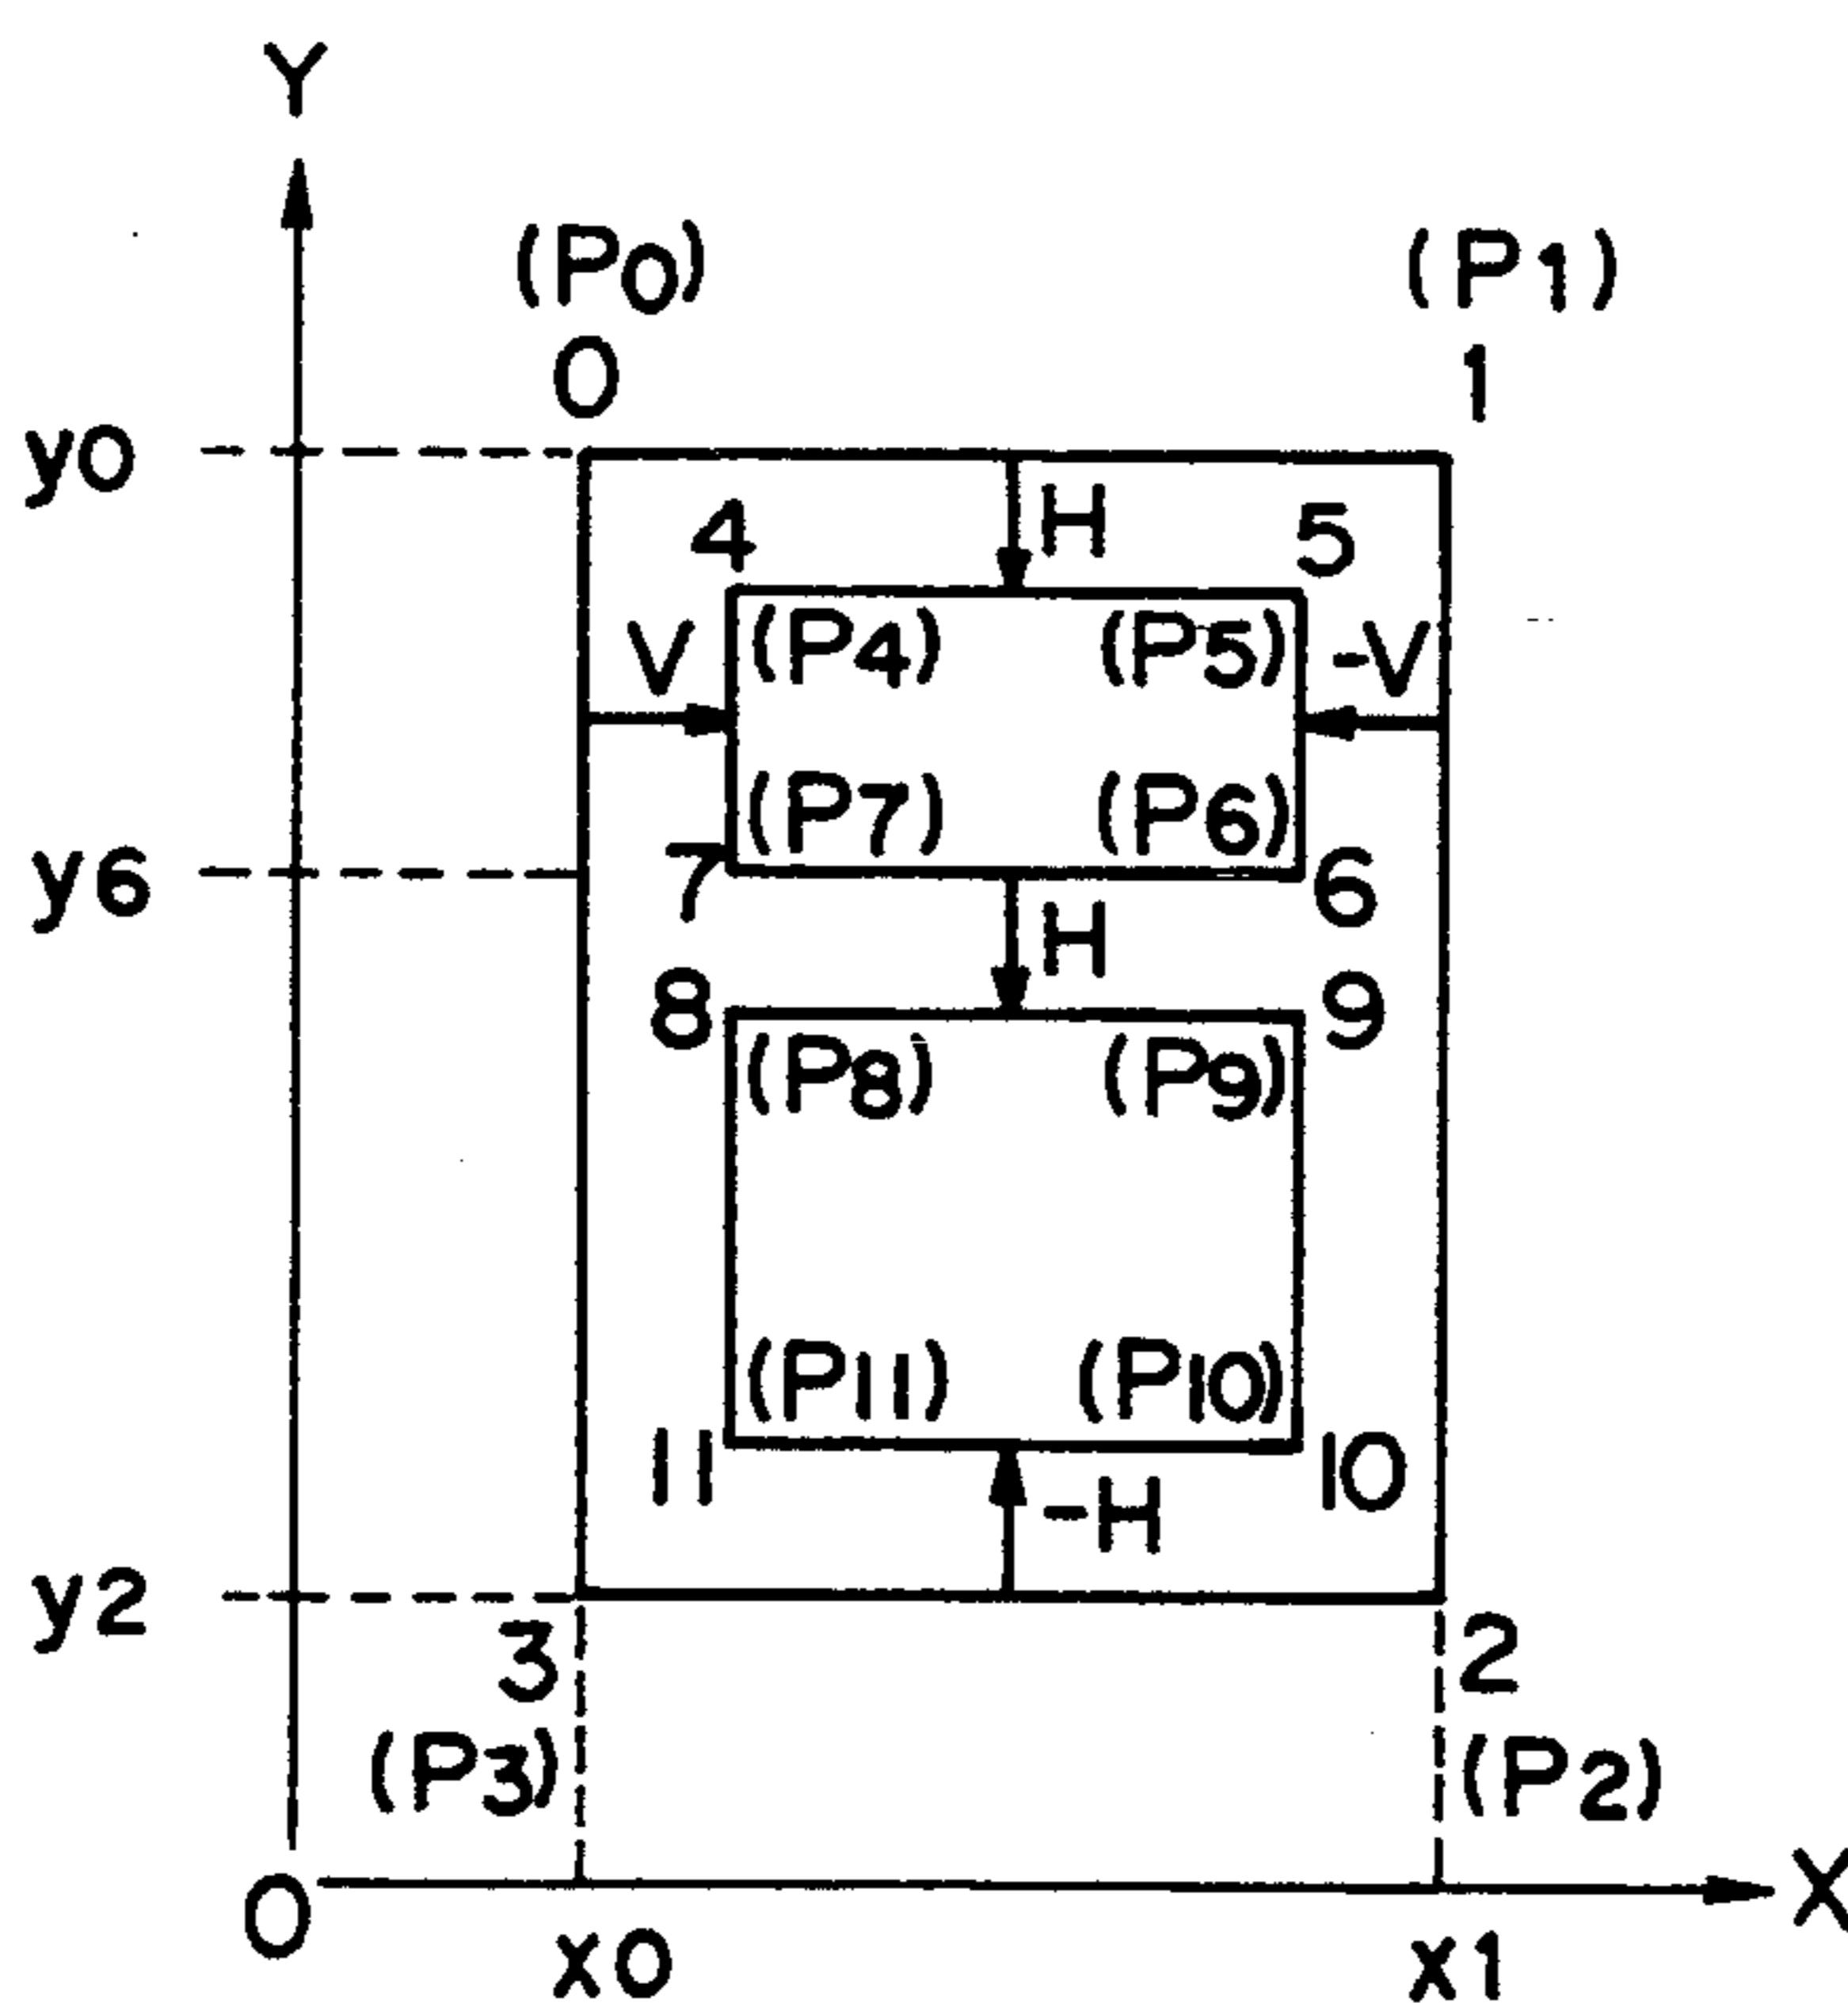 Y
(P0) (P1)
0 1
y0
4 H 5
V (P4) (P5) -V
(P7) (P6)
y6 7 6
H
8 9
(P8) (P9)
(P11) (P10)
11 -H 10
y2
3 2
(P3) (P2)
O X
x0 x1